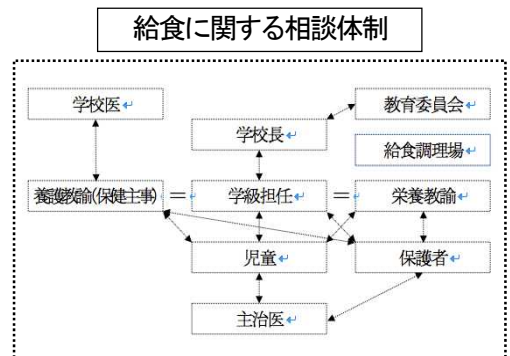 給食に関する相談体制
学校医
教育委員会
学校長
給食調理場
養護教諭(保健主事) = 学級担任 = 栄養教諭
児童
保護者
主治医